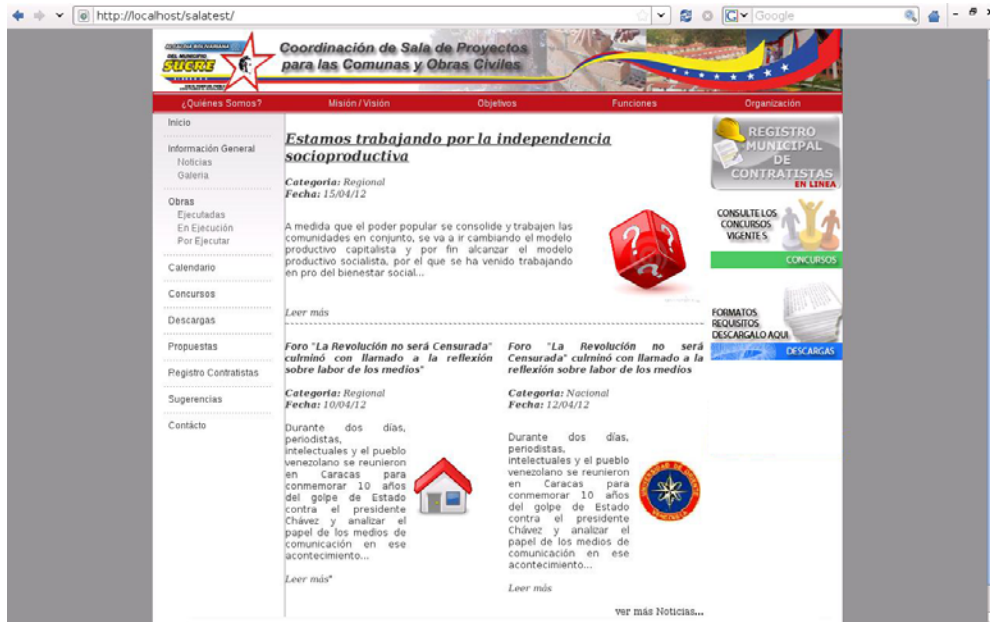 http://localhost/salatest/
Google
ALCALDIA BOLIVARIANA
DEL MUNICIPIO
SUCRE
Coordinación de Sala de Proyectos
para las Comunas y Obras Civiles
¿Quiénes Somos?
Misión / Visión
Objetivos
Funciones
Organización
Inicio
Información General
Noticias
Galeria
Obras
Ejecutadas
En Ejecución
Por Ejecutar
Calendario
Concursos
Descargas
Propuestas
Registro Contratistas
Sugerencias
Contácto
Estamos trabajando por la independencia
socioproductiva
Categoría: Regional
Fecha: 15/04/12
A medida que el poder popular se consolide y trabajen las
comunidades en conjunto, se va a ir cambiando el modelo
productivo capitalista y por fin alcanzar el modelo
productivo socialista, por el que se ha venido trabajando
en pro del bienestar social...
Leer más
Foro "La Revolución no será Censurada"
culminó con llamado a la reflexión
sobre labor de los medios"
Categoría: Regional
Fecha: 10/04/12
Durante dos días,
periodistas,
intelectuales y el pueblo
venezolano se reunieron
en Caracas para
conmemorar 10 años
del golpe de Estado
contra el presidente
Chávez y analizar el
papel de los medios de
comunicación en ese
acontecimiento...
Leer más"
Foro "La Revolución no será
Censurada" culminó con llamado a la
reflexión sobre labor de los medios
Categoría: Nacional
Fecha: 12/04/12
Durante dos días,
periodistas,
intelectuales y el pueblo
venezolano se reunieron
en Caracas para
conmemorar 10 años
del golpe de Estado
contra el presidente
Chávez y analizar el
papel de los medios de
comunicación en ese
acontecimiento...
Leer más
UNIVERSIDAD DE ORIENTE
VENEZUELA
ver más Noticias...
REGISTRO
MUNICIPAL
DE
CONTRATISTAS
EN LINEA
CONSULTE LOS
CONCURSOS
VIGENTES
CONCURSOS
FORMATOS
REQUISITOS
DESCARGALO AQUI
DESCARGAS